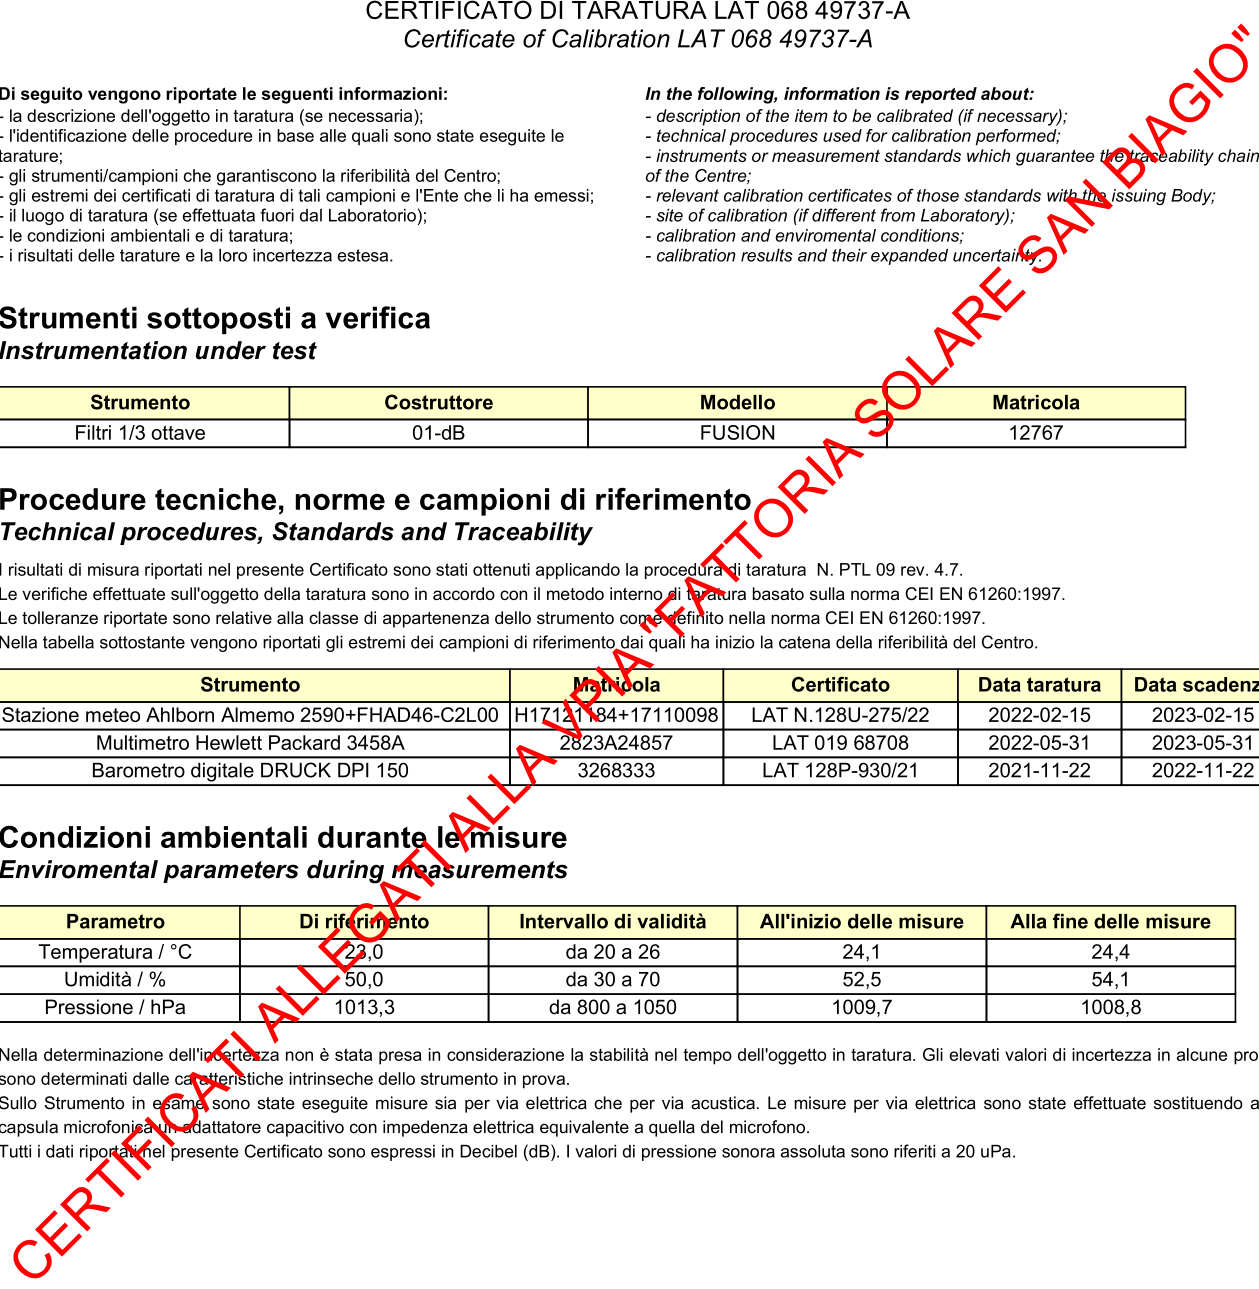 CERTIFICATO DI TARATURA LAT 068 49737-A
Certificate of Calibration LAT 068 49737-A
Di seguito vengono riportate le seguenti informazioni:
- la descrizione dell'oggetto in taratura (se necessaria);
- l'identificazione delle procedure in base alle quali sono state eseguite le
tarature;
- gli strumenti/campioni che garantiscono la riferibilità del Centro;
- gli estremi dei certificati di taratura di tali campioni e l'Ente che li ha emessi;
- il luogo di taratura (se effettuata fuori dal Laboratorio);
- le condizioni ambientali e di taratura;
- i risultati delle tarature e la loro incertezza estesa.
In the following, information is reported about:
- description of the item to be calibrated (if necessary);
- technical procedures used for calibration performed;
- instruments or measurement standards which guarantee the traceability chain
of the Centre;
- relevant calibration certificates of those standards with the issuing Body;
- site of calibration (if different from Laboratory);
- calibration and enviromental conditions;
- calibration results and their expanded uncertainty.
Strumenti sottoposti a verifica
Instrumentation under test
Strumento Costruttore Modello Matricola
Filtri 1/3 ottave 01-dB FUSION 12767
Procedure tecniche, norme e campioni di riferimento
Technical procedures, Standards and Traceability
I risultati di misura riportati nel presente Certificato sono stati ottenuti applicando la procedura di taratura N. PTL 09 rev. 4.7.
Le verifiche effettuate sull'oggetto della taratura sono in accordo con il metodo interno di taratura basato sulla norma CEI EN 61260:1997.
Le tolleranze riportate sono relative alla classe di appartenenza dello strumento come definito nella norma CEI EN 61260:1997.
Nella tabella sottostante vengono riportati gli estremi dei campioni di riferimento dai quali ha inizio la catena della riferibilità del Centro.
Strumento Matricola Certificato Data taratura Data scadenz
Stazione meteo Ahlborn Almemo 2590+FHAD46-C2L00 H17121184+17110098 LAT N.128U-275/22 2022-02-15 2023-02-15
Multimetro Hewlett Packard 3458A 2823A24857 LAT 019 68708 2022-05-31 2023-05-31
Barometro digitale DRUCK DPI 150 3268333 LAT 128P-930/21 2021-11-22 2022-11-22
Condizioni ambientali durante le misure
Enviromental parameters during measurements
Parametro Di riferimento Intervallo di validità All'inizio delle misure Alla fine delle misure
Temperatura / °C 23,0 da 20 a 26 24,1 24,4
Umidità / % 50,0 da 30 a 70 52,5 54,1
Pressione / hPa 1013,3 da 800 a 1050 1009,7 1008,8
Nella determinazione dell'incertezza non è stata presa in considerazione la stabilità nel tempo dell'oggetto in taratura. Gli elevati valori di incertezza in alcune pro
sono determinati dalle caratteristiche intrinseche dello strumento in prova.
Sullo Strumento in esame sono state eseguite misure sia per via elettrica che per via acustica. Le misure per via elettrica sono state effettuate sostituendo a
capsula microfonica un adattatore capacitivo con impedenza elettrica equivalente a quella del microfono.
Tutti i dati riportati nel presente Certificato sono espressi in Decibel (dB). I valori di pressione sonora assoluta sono riferiti a 20 uPa.
CERTIFICATI ALLEGATI ALLA VPIA "FATTORIA SOLARE SAN BIAGIO"